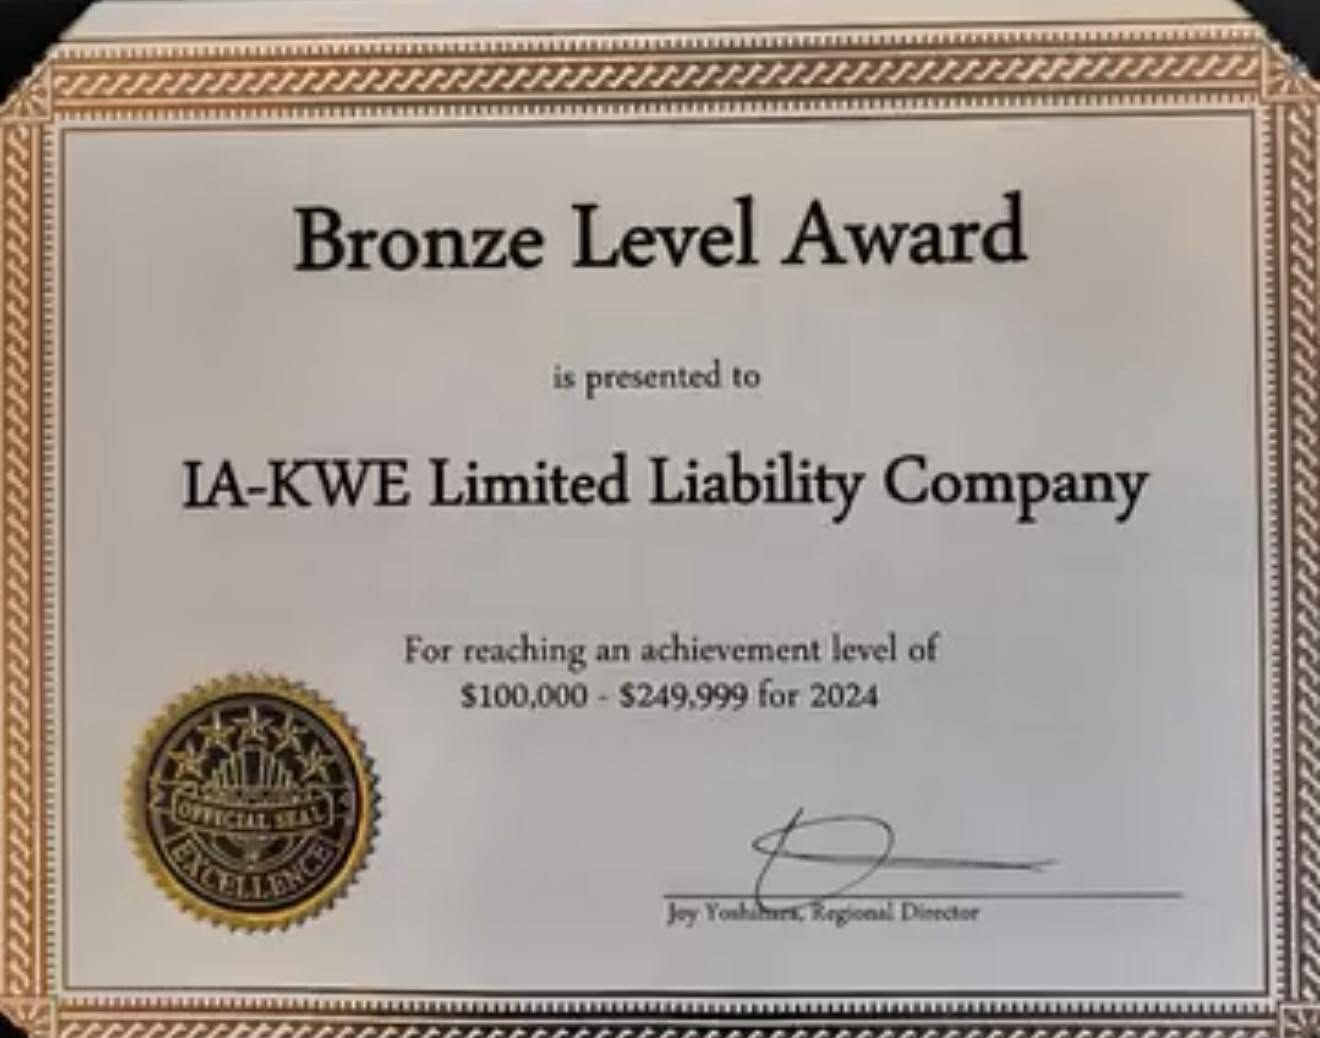 Bronze Level Award
is presented to
IA-KWE Limited Liability Company
For reaching an achievement level of
$100,000 - $249,999 for 2024
OFFICIAL SEAL
EXCELLENCE
Joy Yoshihara, Regional Director